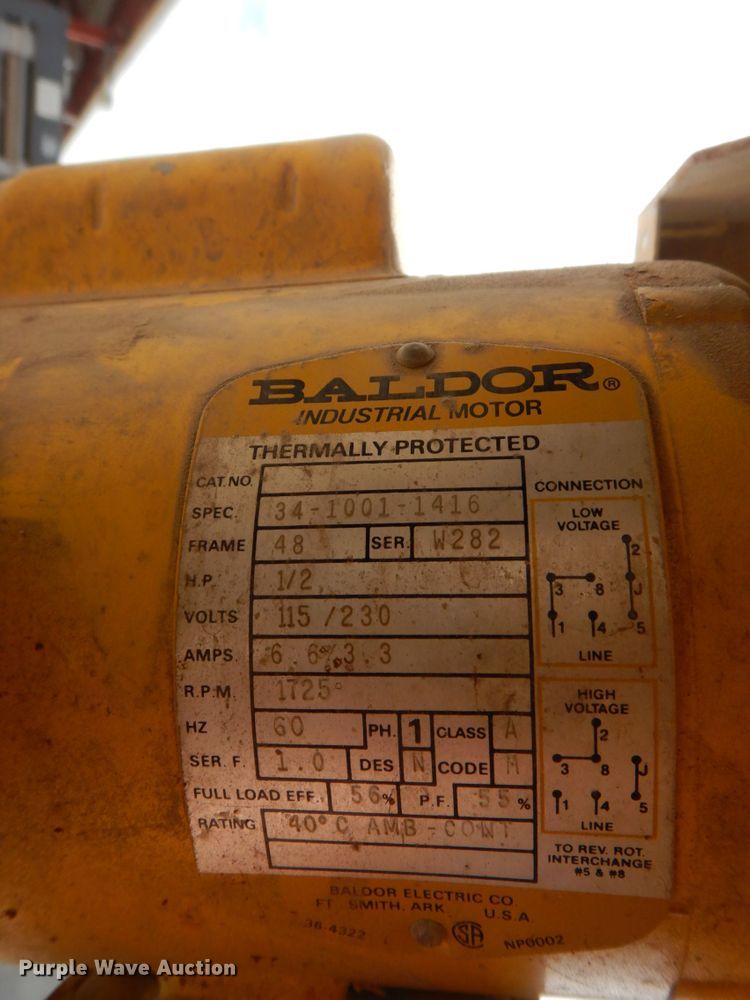 BALDOR®
INDUSTRIAL MOTOR
THERMALLY PROTECTED
CAT.NO.
SPEC. 34-1001-1416
FRAME 48 SER. W282
H.P. 1/2
VOLTS 115/230
AMPS. 6.6/3.3
R.P.M. 1725
HZ 60 PH. 1 CLASS A
SER. F. 1.0 DES N CODE M
FULL LOAD EFF. 56% P.F. 55%
RATING 40°C AMB-CONT
CONNECTION
LOW
VOLTAGE
2
3 8 J
1 4 5
LINE
HIGH
VOLTAGE
2
3 8 J
1 4 5
LINE
TO REV. ROT.
INTERCHANGE
#5 & #8
BALDOR ELECTRIC CO.
FT. SMITH, ARK. U.S.A.
36-4322 SA NP0002
Purple Wave Auction